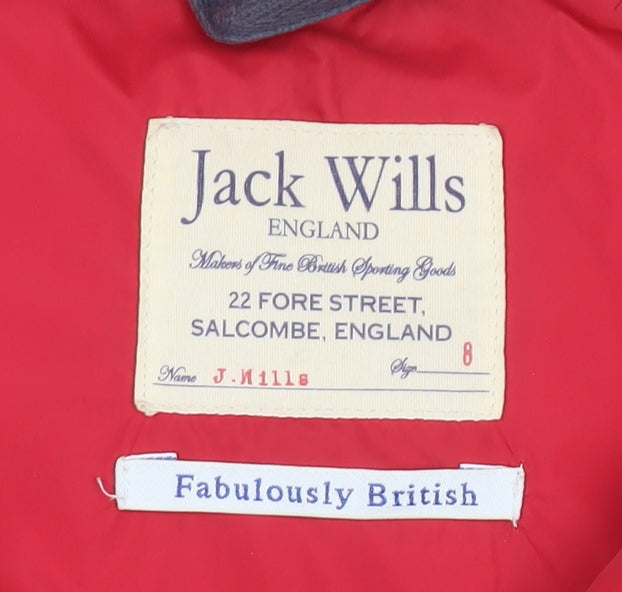 Jack Wills
ENGLAND
Makers of Fine British Sporting Goods
22 FORE STREET,
SALCOMBE, ENGLAND
Name J.Wills Size 8
Fabulously British